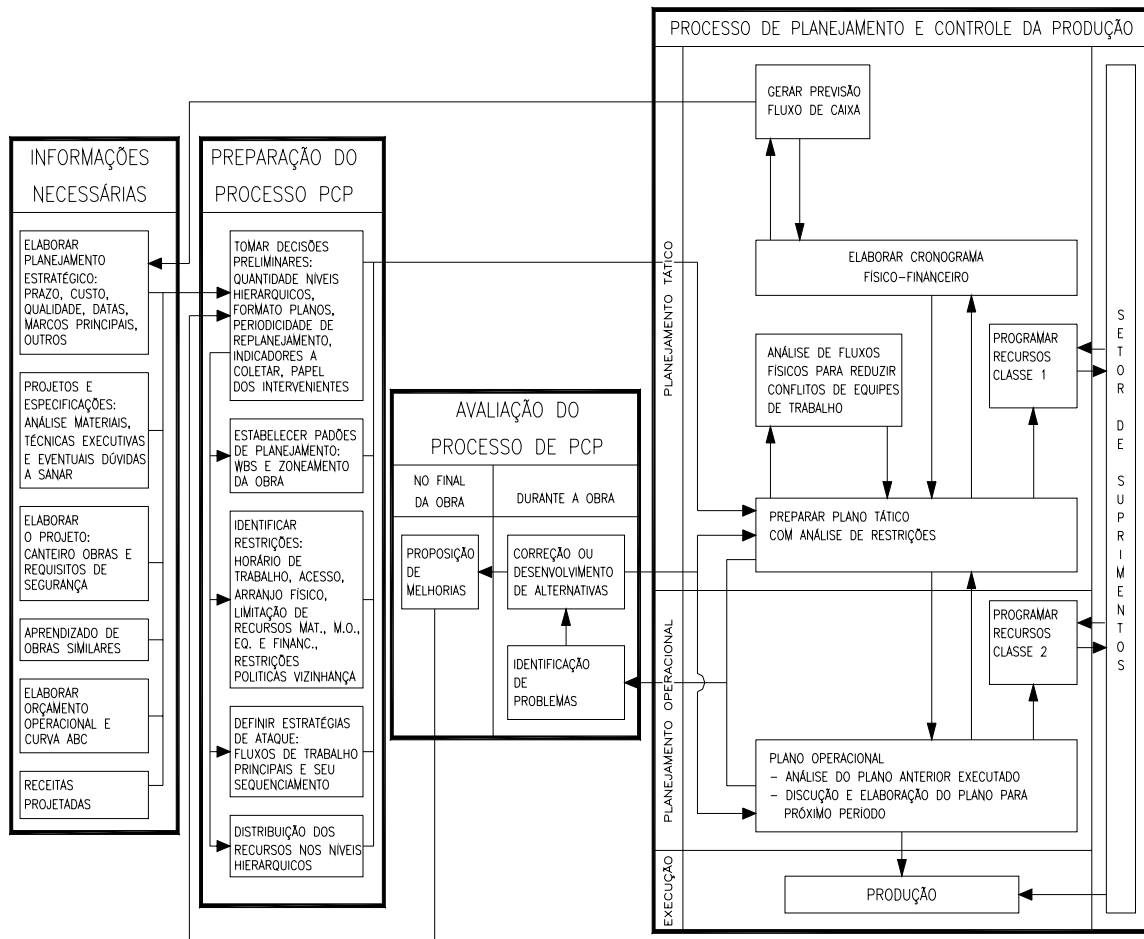 INFORMAÇÕES
NECESSÁRIAS
ELABORAR
PLANEJAMENTO
ESTRATÉGICO:
PRAZO, CUSTO,
QUALIDADE, DATAS,
MARCOS PRINCIPAIS,
OUTROS
PROJETOS E
ESPECIFICAÇÕES:
ANÁLISE MATERIAIS,
TÉCNICAS EXECUTIVAS
E EVENTUAIS DÚVIDAS
A SANAR
ELABORAR
O PROJETO:
CANTEIRO OBRAS E
REQUISITOS DE
SEGURANÇA
APRENDIZADO DE
OBRAS SIMILARES
ELABORAR
ORÇAMENTO
OPERACIONAL E
CURVA ABC
RECEITAS
PROJETADAS
PREPARAÇÃO DO
PROCESSO PCP
TOMAR DECISÕES
PRELIMINARES:
QUANTIDADE NÍVEIS
HIERARQUICOS,
FORMATO PLANOS,
PERIODICIDADE DE
REPLANEJAMENTO,
INDICADORES A
COLETAR, PAPEL
DOS INTERVENIENTES
ESTABELECER PADÕES
DE PLANEJAMENTO:
WBS E ZONEAMENTO
DA OBRA
IDENTIFICAR
RESTRIÇÕES:
HORÁRIO DE
TRABALHO, ACESSO,
ARRANJO FÍSICO,
LIMITAÇÃO DE
RECURSOS MAT., M.O.,
EQ. E FINANC.,
RESTRIÇÕES
POLITICAS VIZINHANÇA
DEFINIR ESTRATÉGIAS
DE ATAQUE:
FLUXOS DE TRABALHO
PRINCIPAIS E SEU
SEQUENCIAMENTO
DISTRIBUIÇÃO DOS
RECURSOS NOS NÍVEIS
HIERARQUICOS
AVALIAÇÃO DO
PROCESSO DE PCP
NO FINAL
DA OBRA
DURANTE A OBRA
PROPOSIÇÃO
DE
MELHORIAS
CORREÇÃO OU
DESENVOLVIMENTO
DE ALTERNATIVAS
IDENTIFICAÇÃO
DE
PROBLEMAS
PROCESSO DE PLANEJAMENTO E CONTROLE DA PRODUÇÃO
PLANEJAMENTO TÁTICO
GERAR PREVISÃO
FLUXO DE CAIXA
ELABORAR CRONOGRAMA
FÍSICO-FINANCEIRO
ANÁLISE DE FLUXOS
FÍSICOS PARA REDUZIR
CONFLITOS DE EQUIPES
DE TRABALHO
PROGRAMAR
RECURSOS
CLASSE 1
PREPARAR PLANO TÁTICO
COM ANÁLISE DE RESTRIÇÕES
PLANEJAMENTO OPERACIONAL
PROGRAMAR
RECURSOS
CLASSE 2
PLANO OPERACIONAL
- ANÁLISE DO PLANO ANTERIOR EXECUTADO
- DISCUÇÃO E ELABORAÇÃO DO PLANO PARA
PRÓXIMO PERÍODO
EXECUÇÃO
PRODUÇÃO
SETOR DE SUPRIMENTOS